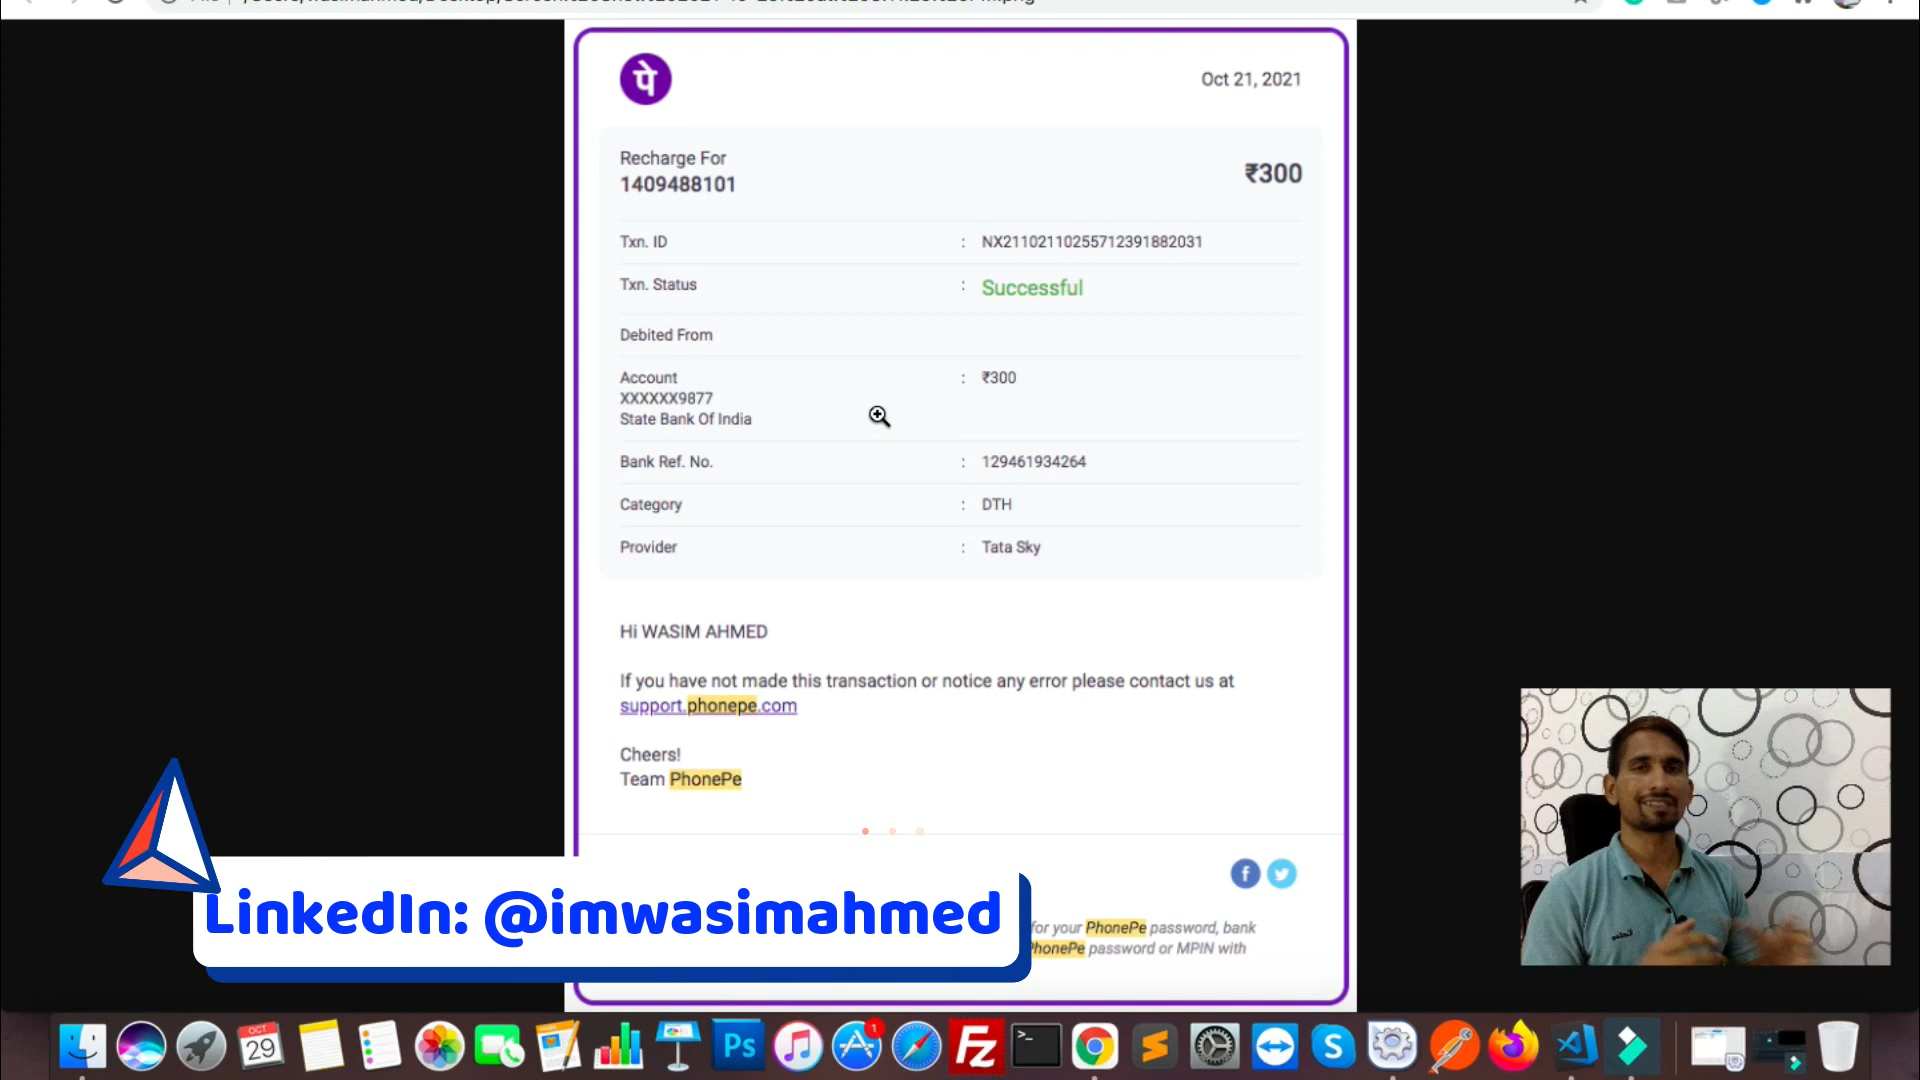 पे
Oct 21, 2021
Recharge For
1409488101
₹300
Txn. ID : NX21102110255712391882031
Txn. Status : Successful
Debited From
Account : ₹300
XXXXXX9877
State Bank Of India
Bank Ref. No. : 129461934264
Category : DTH
Provider : Tata Sky
Hi WASIM AHMED
If you have not made this transaction or notice any error please contact us at
support.phonepe.com
Cheers!
Team PhonePe
LinkedIn: @imwasimahmed
for your PhonePe password, bank
PhonePe password or MPIN with
OCT
29
1
Ps
Fz
S